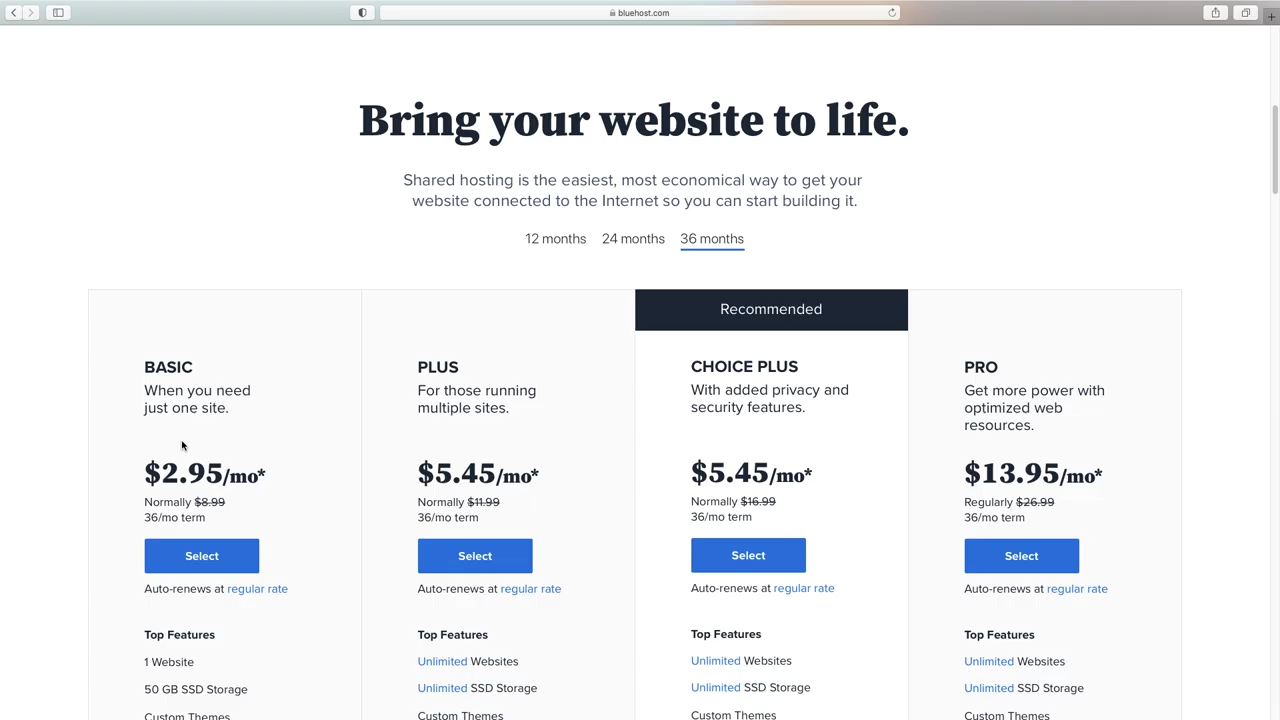 bluehost.com
Bring your website to life.
Shared hosting is the easiest, most economical way to get your
website connected to the Internet so you can start building it.
12 months 24 months 36 months
Recommended
BASIC
When you need
just one site.
$2.95/mo*
Normally $8.99
36/mo term
Select
Auto-renews at regular rate
Top Features
1 Website
50 GB SSD Storage
Custom Themes
PLUS
For those running
multiple sites.
$5.45/mo*
Normally $11.99
36/mo term
Select
Auto-renews at regular rate
Top Features
Unlimited Websites
Unlimited SSD Storage
Custom Themes
CHOICE PLUS
With added privacy and
security features.
$5.45/mo*
Normally $16.99
36/mo term
Select
Auto-renews at regular rate
Top Features
Unlimited Websites
Unlimited SSD Storage
Custom Themes
PRO
Get more power with
optimized web
resources.
$13.95/mo*
Regularly $26.99
36/mo term
Select
Auto-renews at regular rate
Top Features
Unlimited Websites
Unlimited SSD Storage
Custom Themes